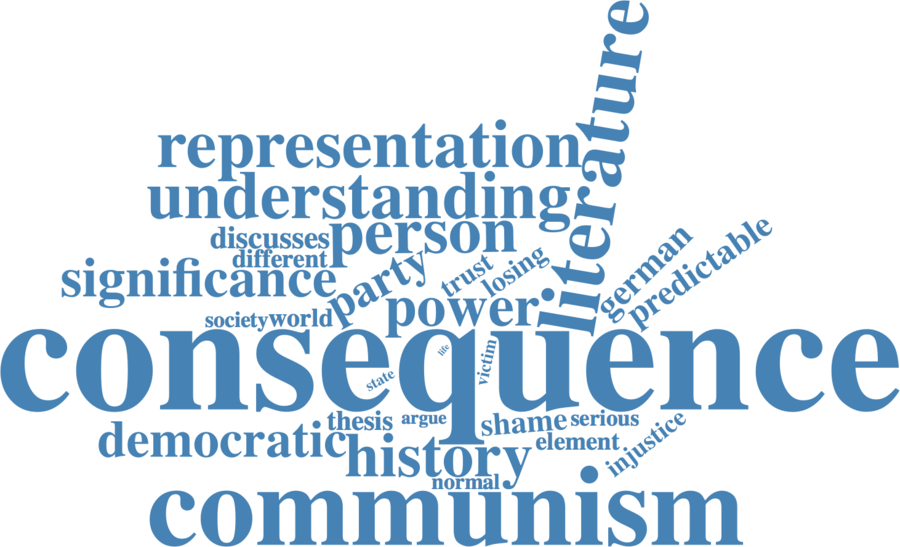 literature
representation
understanding
person
discusses
different
german
predictable
trust
losing
party
significance
power
society
world
consequence
life
victim
state
thesis
argue
shame
serious
democratic
element
injustice
history
normal
communism